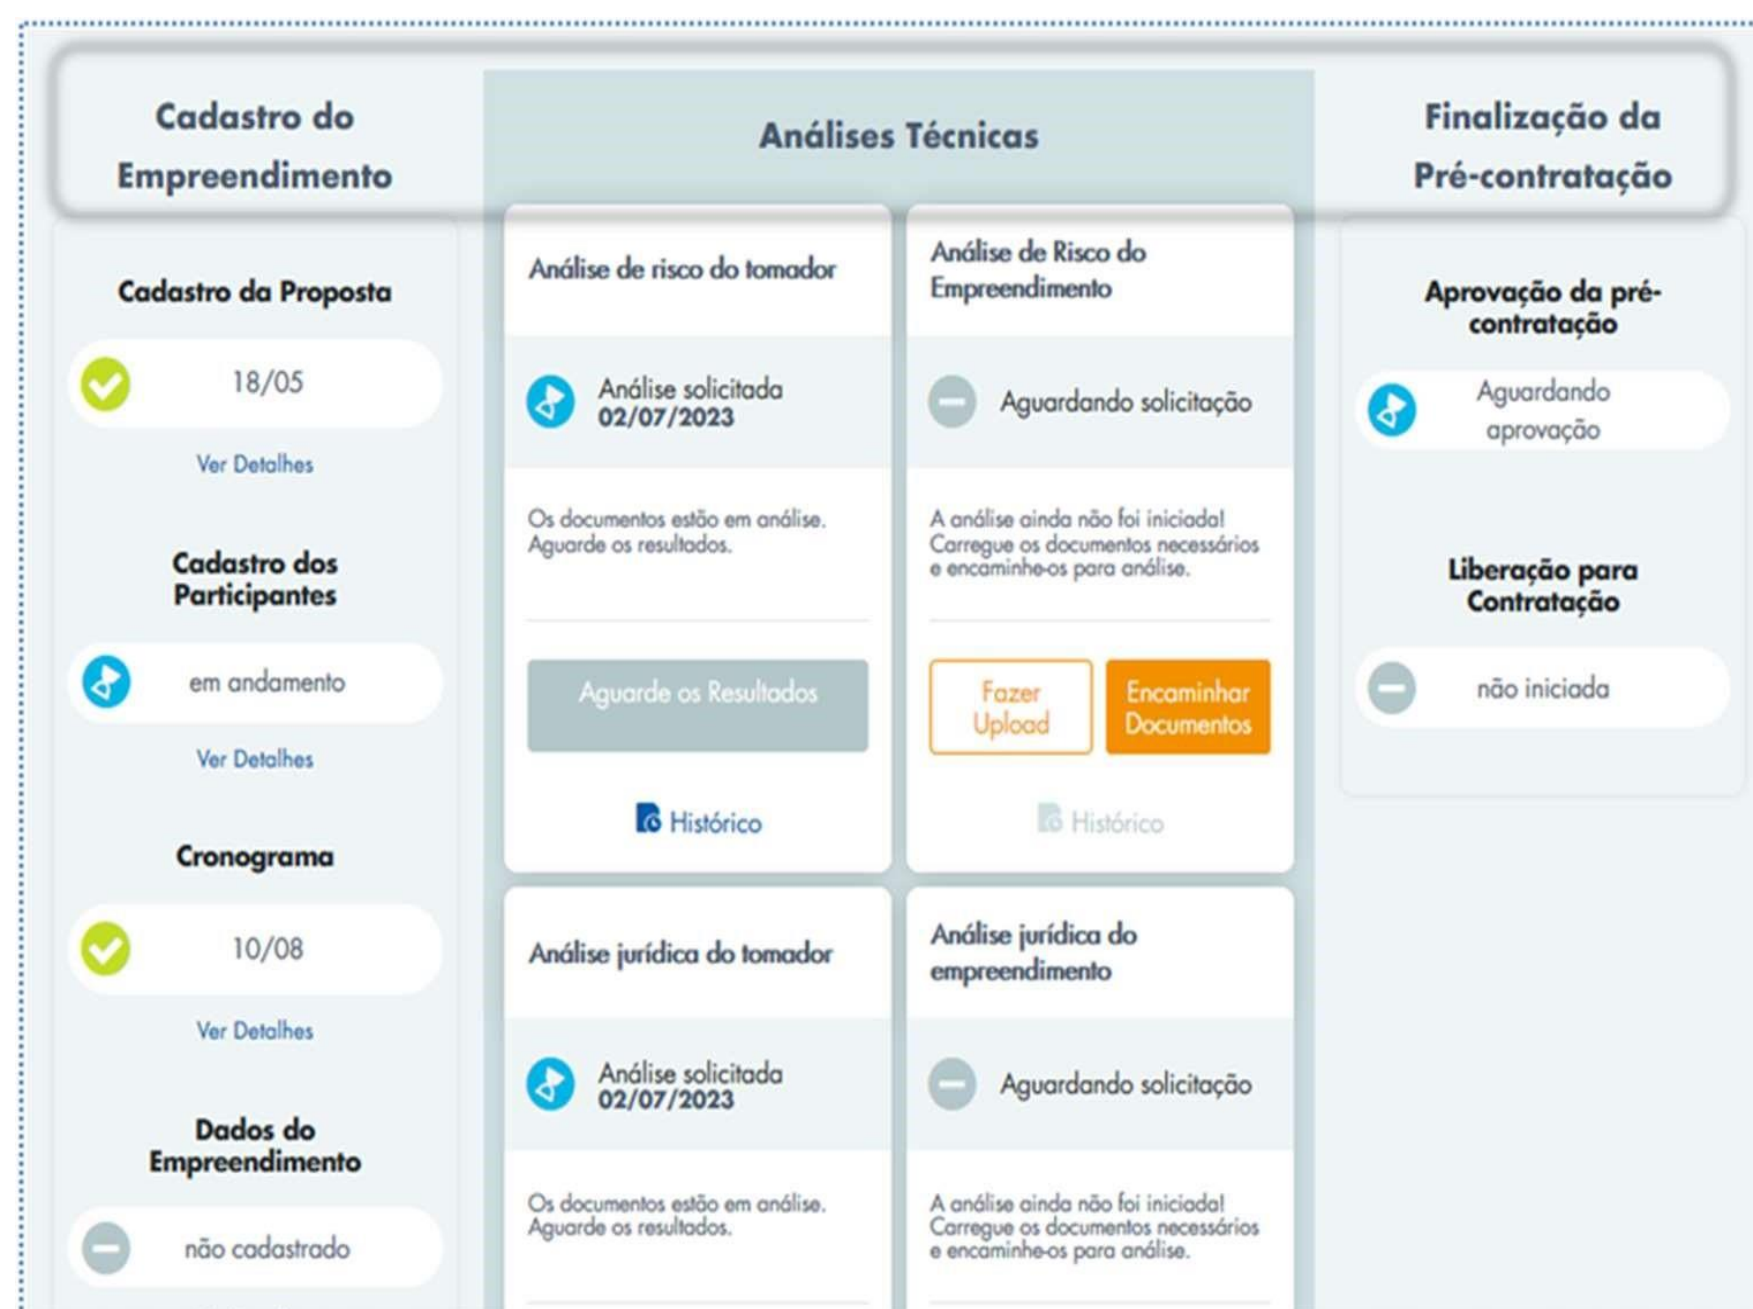 Cadastro do
Empreendimento
Análises Técnicas
Finalização da
Pré-contratação
Cadastro da Proposta
18/05
Ver Detalhes
Cadastro dos
Participantes
em andamento
Ver Detalhes
Cronograma
10/08
Ver Detalhes
Dados do
Empreendimento
não cadastrado
Análise de risco do tomador
Análise solicitada
02/07/2023
Os documentos estão em análise.
Aguarde os resultados.
Aguarde os Resultados
Histórico
Análise de Risco do
Empreendimento
Aguardando solicitação
A análise ainda não foi iniciada!
Carregue os documentos necessários
e encaminhe-os para análise.
Fazer
Upload
Encaminhar
Documentos
Histórico
Análise jurídica do tomador
Análise solicitada
02/07/2023
Os documentos estão em análise.
Aguarde os resultados.
Análise jurídica do
empreendimento
Aguardando solicitação
A análise ainda não foi iniciada!
Carregue os documentos necessários
e encaminhe-os para análise.
Aprovação da pré-
contratação
Aguardando
aprovação
Liberação para
Contratação
não iniciada